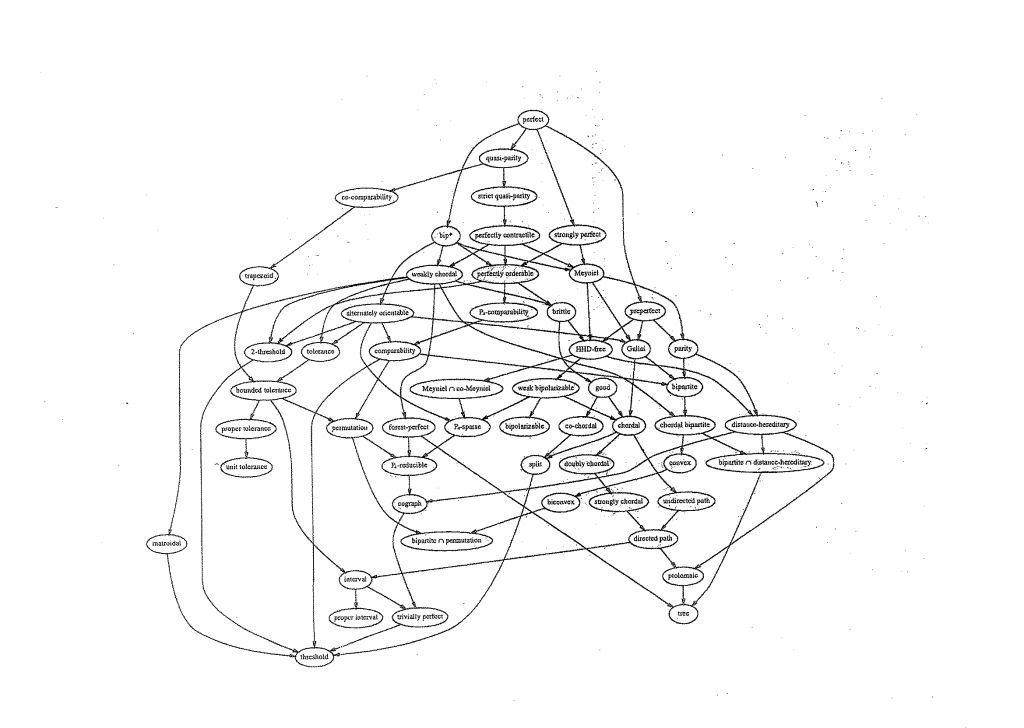 perfect
quasi-parity
co-comparability
strict quasi-parity
bip*
perfectly contractile
strongly perfect
trapezoid
weakly chordal
perfectly orderable
Meyniel
alternately orientable
P₄-comparability
brittle
preperfect
2-threshold
tolerance
comparability
HHD-free
Gallai
parity
bounded tolerance
Meyniel ∩ co-Meyniel
weak bipolarizable
good
bipartite
proper tolerance
permutation
forest-perfect
P₄-sparse
bipolarizable
co-chordal
chordal
chordal bipartite
distance-hereditary
unit tolerance
P₄-reducible
split
doubly chordal
convex
bipartite ∩ distance-hereditary
cograph
biconvex
strongly chordal
undirected path
matroidal
bipartite ∩ permutation
directed path
interval
ptolemaic
proper interval
trivially perfect
tree
threshold